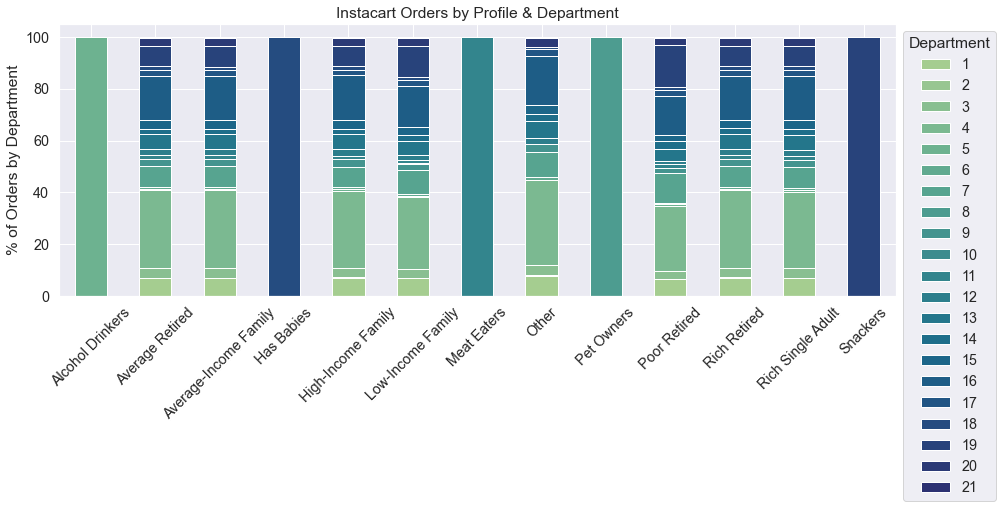 Instacart Orders by Profile & Department
% of Orders by Department
100
80
60
40
20
0
Alcohol Drinkers
Average Retired
Average-Income Family
Has Babies
High-Income Family
Low-Income Family
Meat Eaters
Other
Pet Owners
Poor Retired
Rich Retired
Rich Single Adult
Snackers
Department
1
2
3
4
5
6
7
8
9
10
11
12
13
14
15
16
17
18
19
20
21